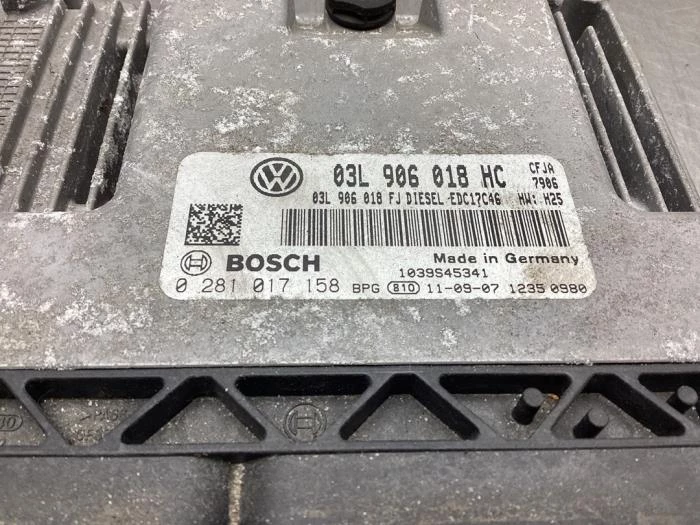 03L 906 018 HC CFJA
7906
03L 906 018 FJ DIESEL EDC17C46 HW: H25
BOSCH Made in Germany
1039S45341
0 281 017 158 BPG 810 11-09-07 1235 0980